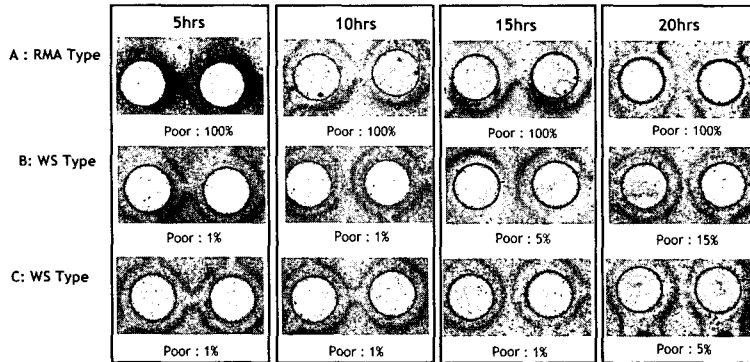 5hrs 10hrs 15hrs 20hrs
A : RMA Type
Poor : 100% Poor : 100% Poor : 100% Poor : 100%
B: WS Type
Poor : 1% Poor : 1% Poor : 5% Poor : 15%
C: WS Type
Poor : 1% Poor : 1% Poor : 1% Poor : 5%